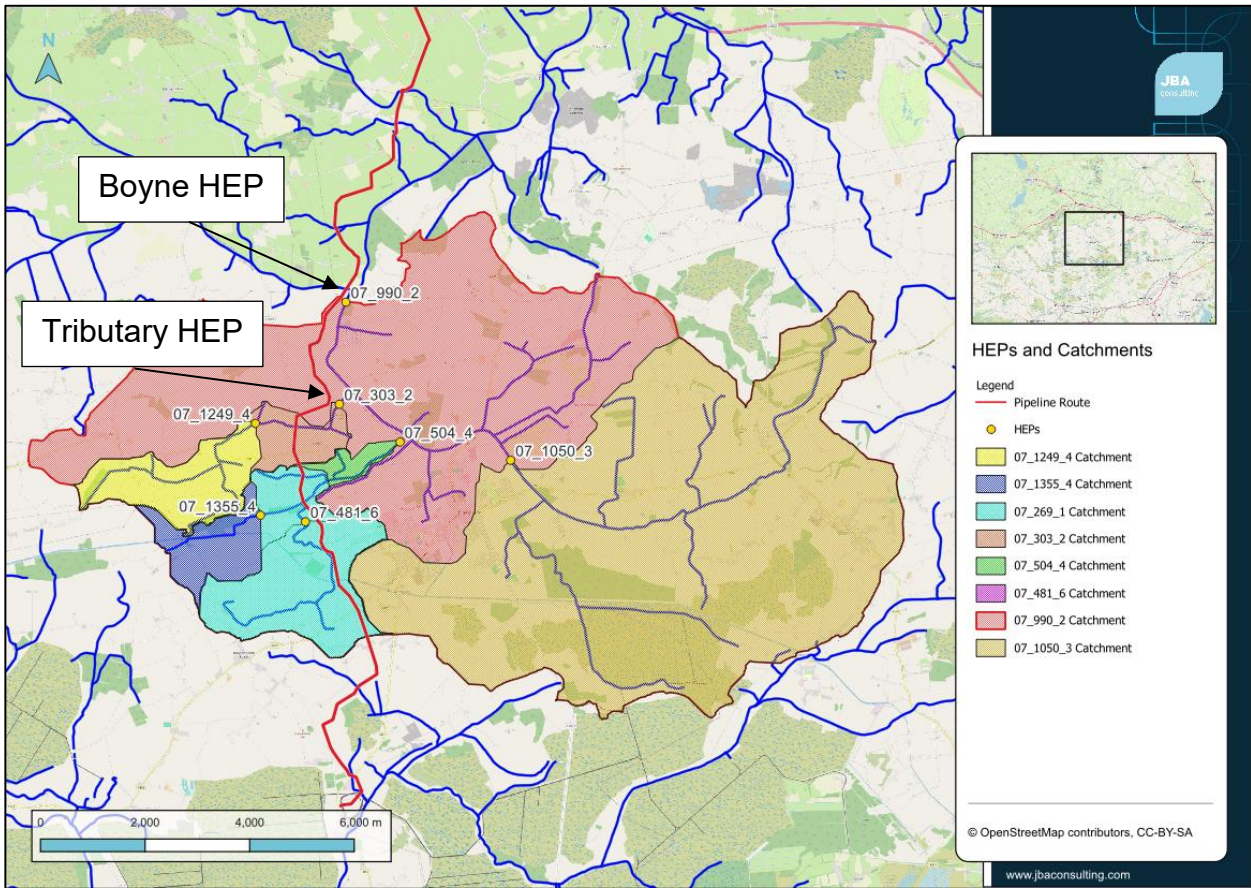 N
Boyne HEP
07_990_2
Tributary HEP
07_303_2
07_1249_4
07_504_4
07_1050_3
07_1355_4
07_481_6
0 2,000 4,000 6,000 m
JBA
consulting
HEPs and Catchments
Legend
Pipeline Route
HEPs
07_1249_4 Catchment
07_1355_4 Catchment
07_269_1 Catchment
07_303_2 Catchment
07_504_4 Catchment
07_481_6 Catchment
07_990_2 Catchment
07_1050_3 Catchment
© OpenStreetMap contributors, CC-BY-SA
www.jbaconsulting.com